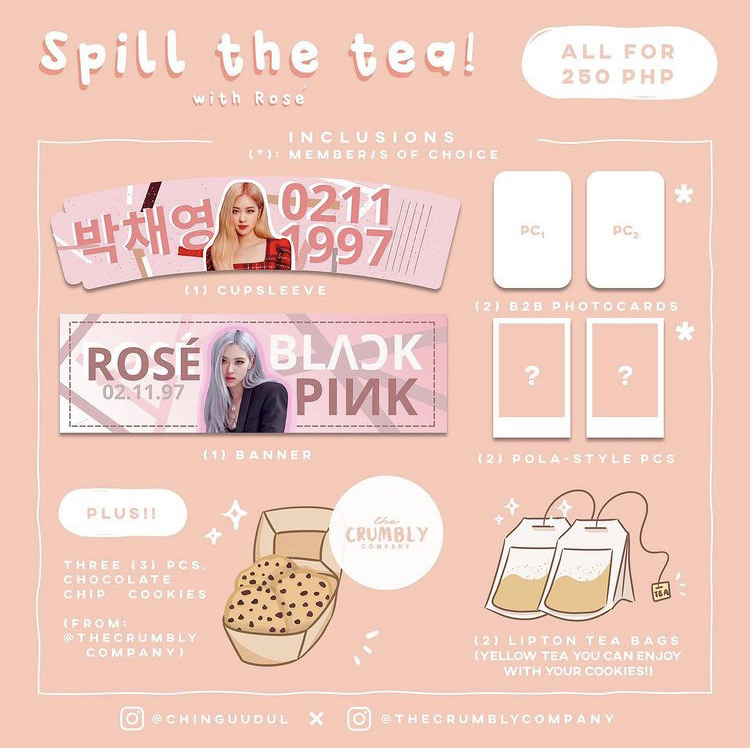 Spill the tea!
with Rosé
ALL FOR
250 PHP
INCLUSIONS
(*): MEMBER/S OF CHOICE
박채영
0211
1997
(1) CUPSLEEVE
PC1
PC2
*
(2) B2B PHOTOCARDS
ROSÉ
02.11.97
BLΛƆK
PIИK
(1) BANNER
?
?
*
(2) POLA-STYLE PCS
PLUS!!
THREE (3) PCS.
CHOCOLATE
CHIP COOKIES
(FROM:
@THECRUMBLY
COMPANY)
the
CRUMBLY
COMPANY
TEA
(2) LIPTON TEA BAGS
(YELLOW TEA YOU CAN ENJOY
WITH YOUR COOKIES!)
@CHINGUUDUL X @THECRUMBLYCOMPANY